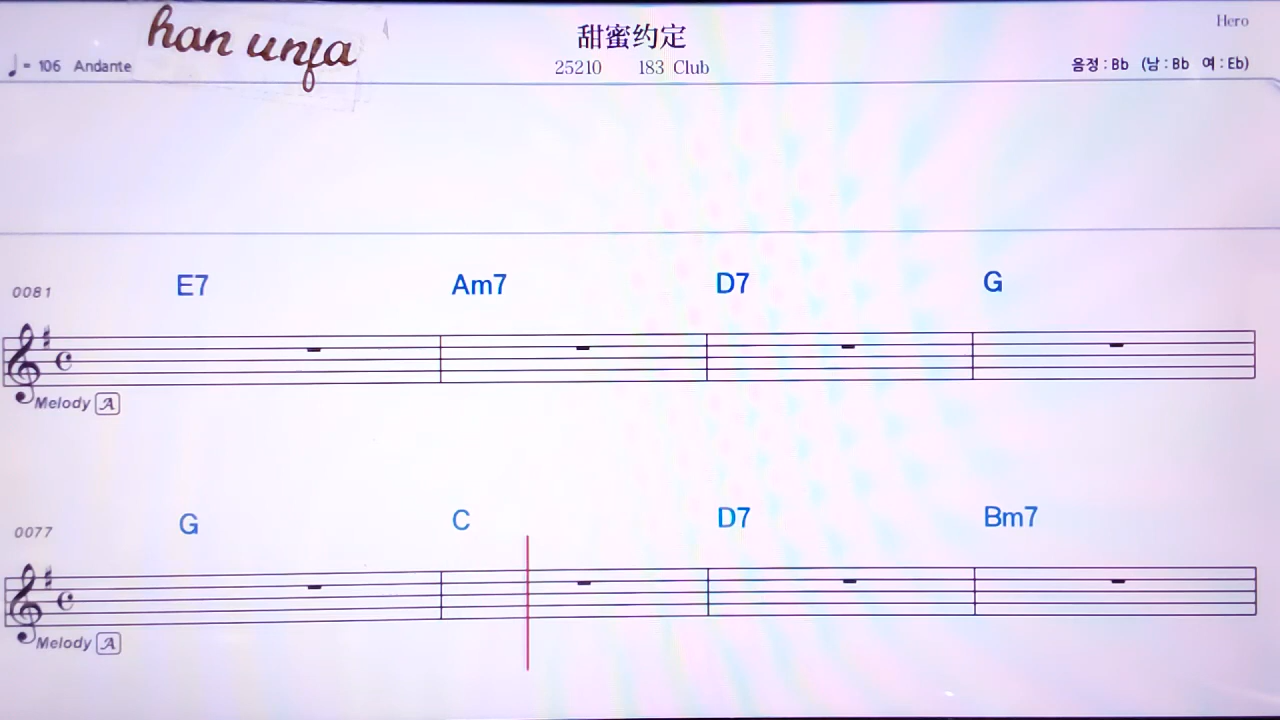 han unfa
甜蜜约定
Hero
♩ = 106 Andante
25210 183 Club
음정 : Bb (남 : Bb 여 : Eb)
0081 E7 Am7 D7 G
Melody A
0077 G C D7 Bm7
Melody A